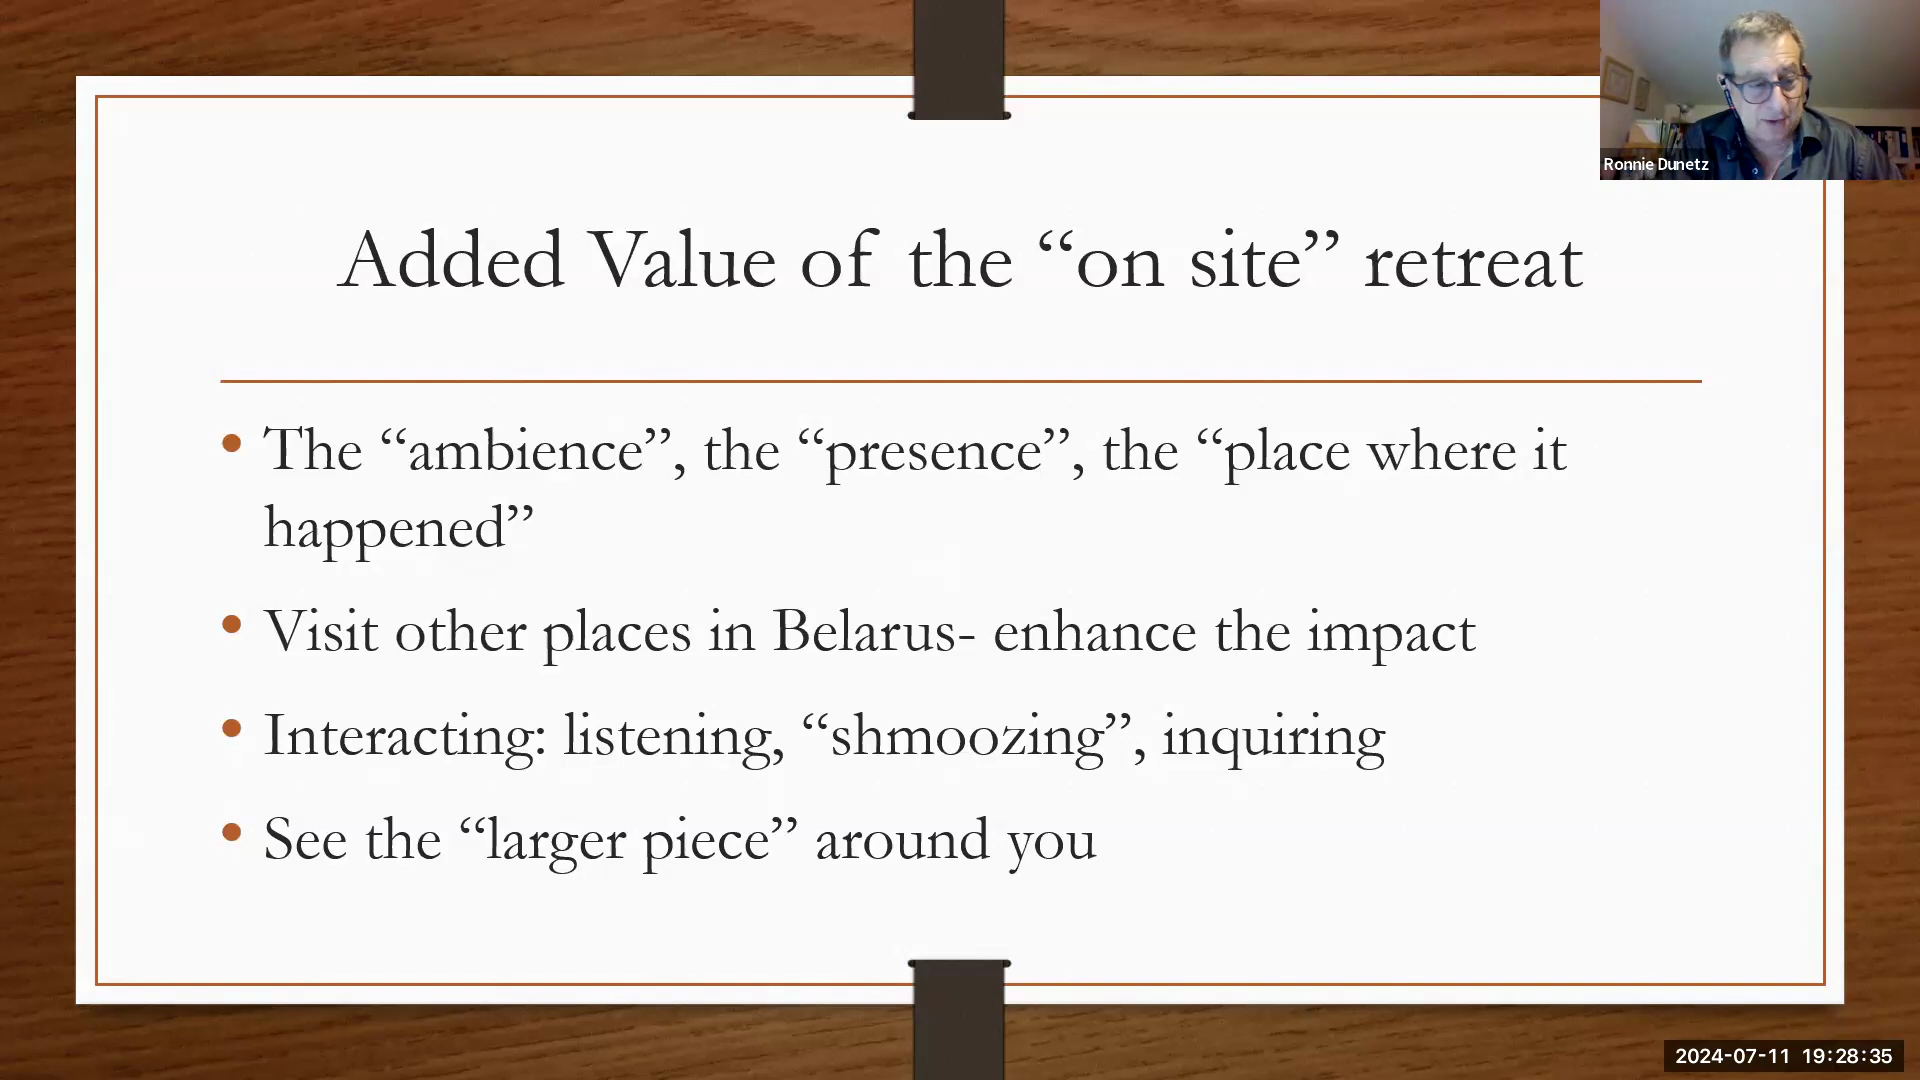 Ronnie Dunetz
Added Value of the “on site” retreat
• The “ambience”, the “presence”, the “place where it
happened”
• Visit other places in Belarus- enhance the impact
• Interacting: listening, “shmoozing”, inquiring
• See the “larger piece” around you
2024-07-11 19:28:35